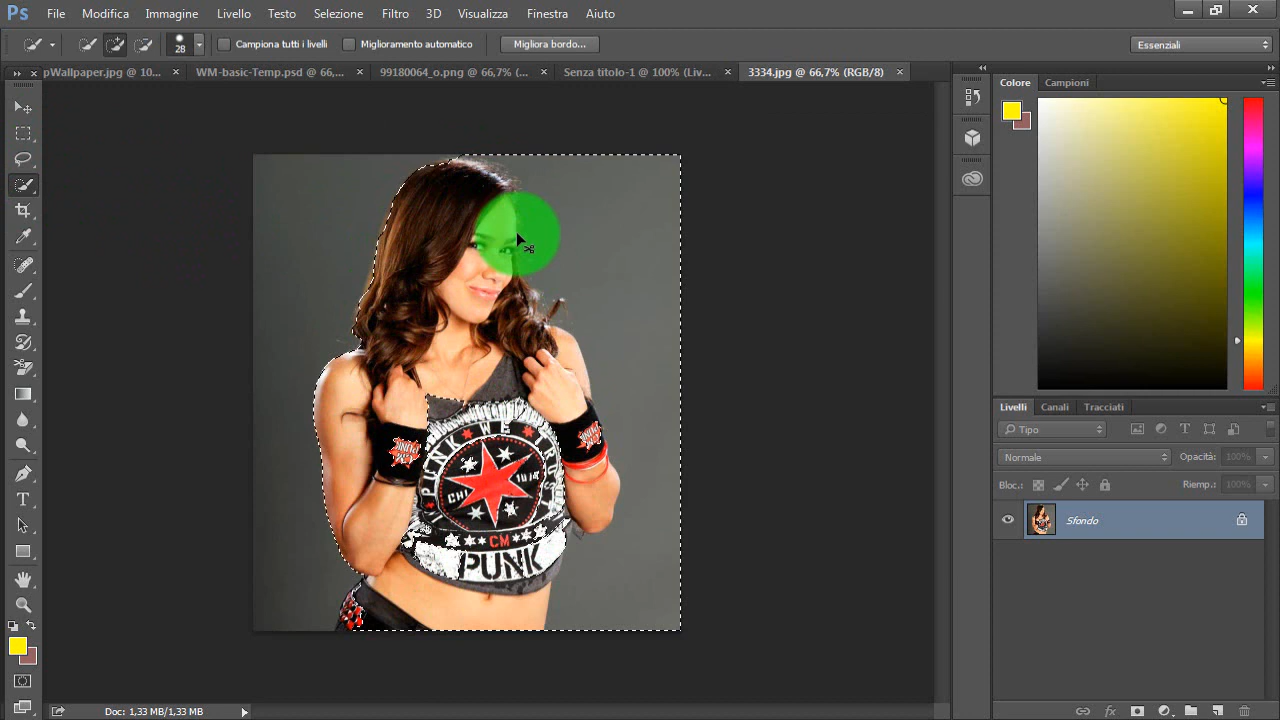 Ps File Modifica Immagine Livello Testo Selezione Filtro 3D Visualizza Finestra Aiuto
28 Campiona tutti i livelli Miglioramento automatico Migliora bordo... Essenziali
pWallpaper.jpg @ 10... WM-basic-Temp.psd @ 66,... 99180064_o.png @ 66,7% (... Senza titolo-1 @ 100% (Liv... 3334.jpg @ 66,7% (RGB/8)
Colore Campioni
PUNK WE TRUST
CHI
CM
PUNK
Livelli Canali Tracciati
Tipo
Normale Opacità: 100%
Bloc.: Riemp.: 100%
Sfondo
Doc: 1,33 MB/1,33 MB